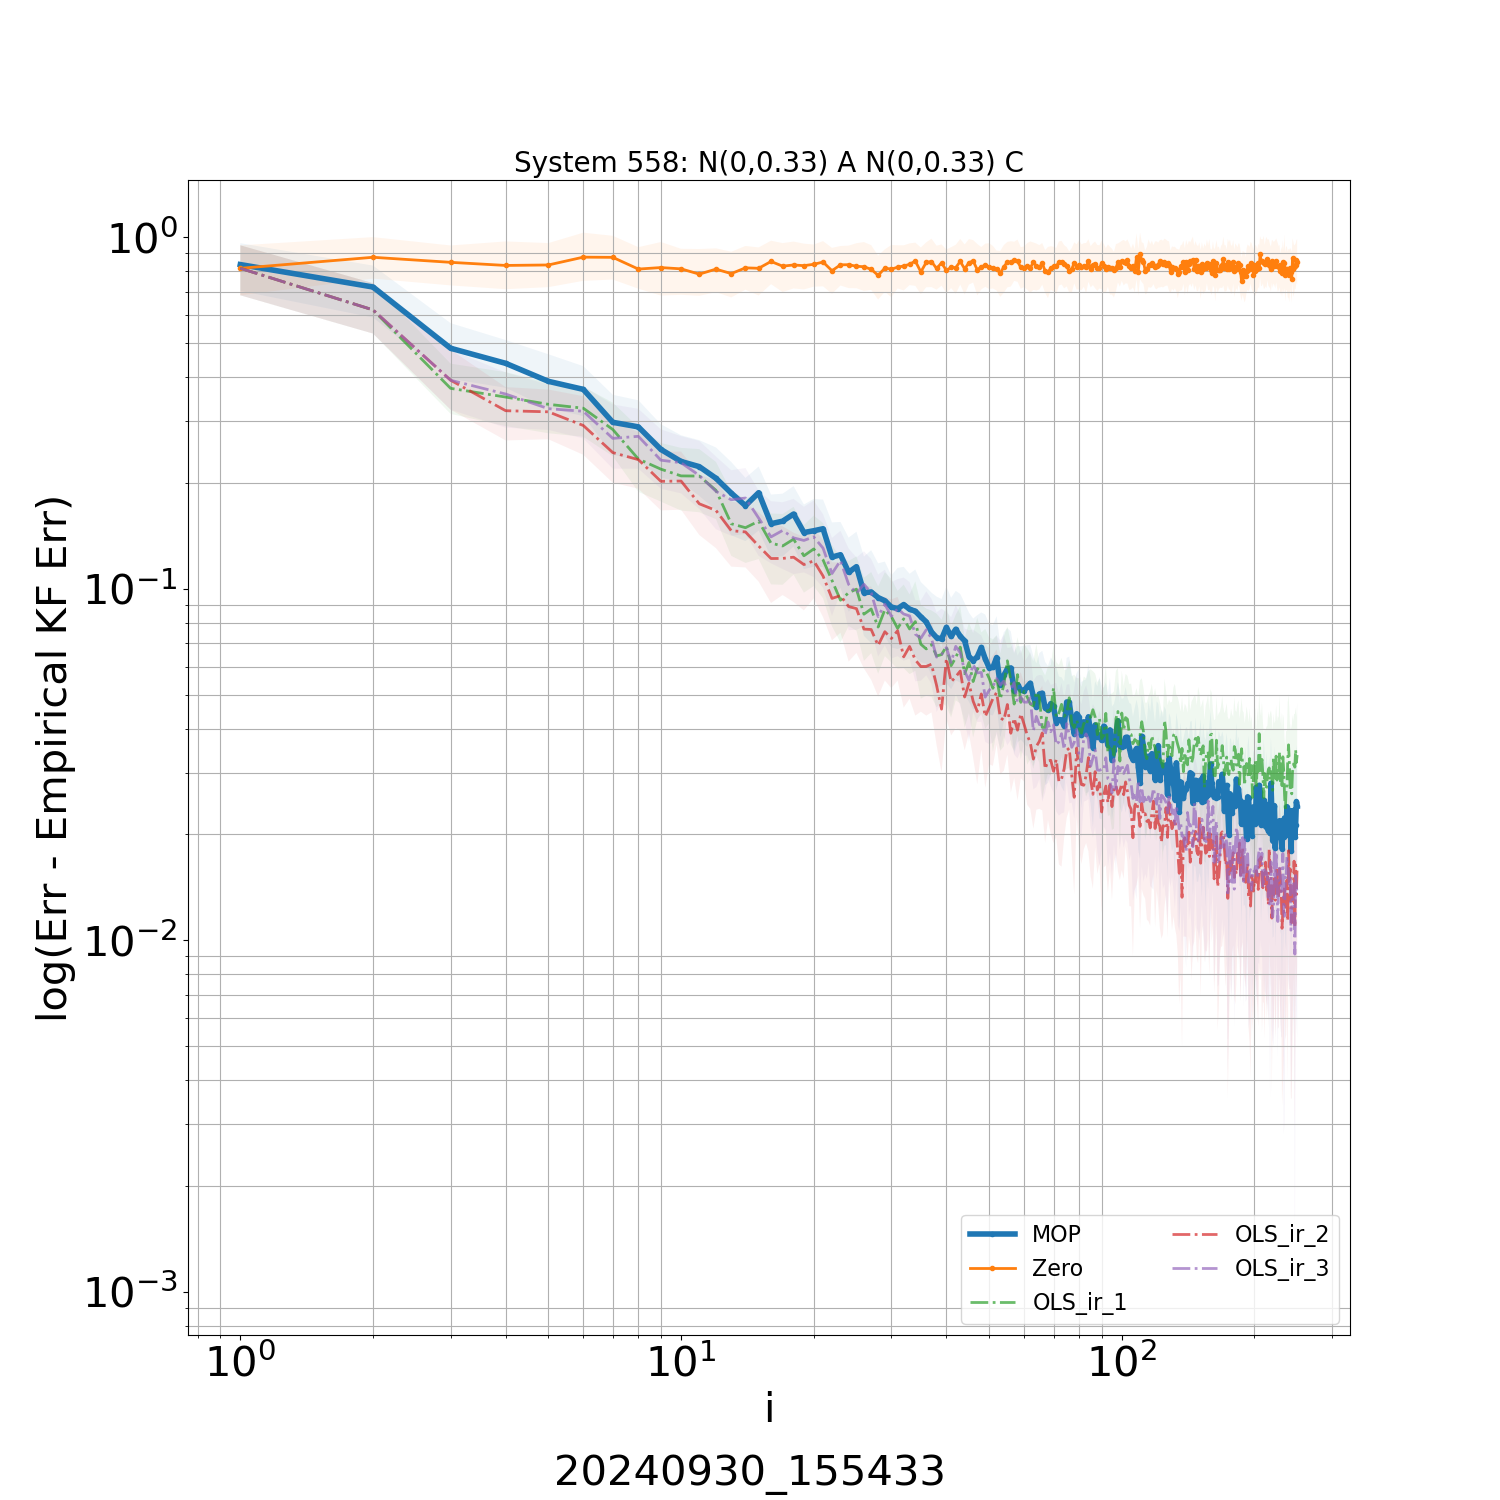 System 558: N(0,0.33) A N(0,0.33) C
10⁰
10⁻¹
10⁻²
10⁻³
log(Err - Empirical KF Err)
MOP
Zero
OLS_ir_1
OLS_ir_2
OLS_ir_3
10⁰ 10¹ 10²
i
20240930_155433